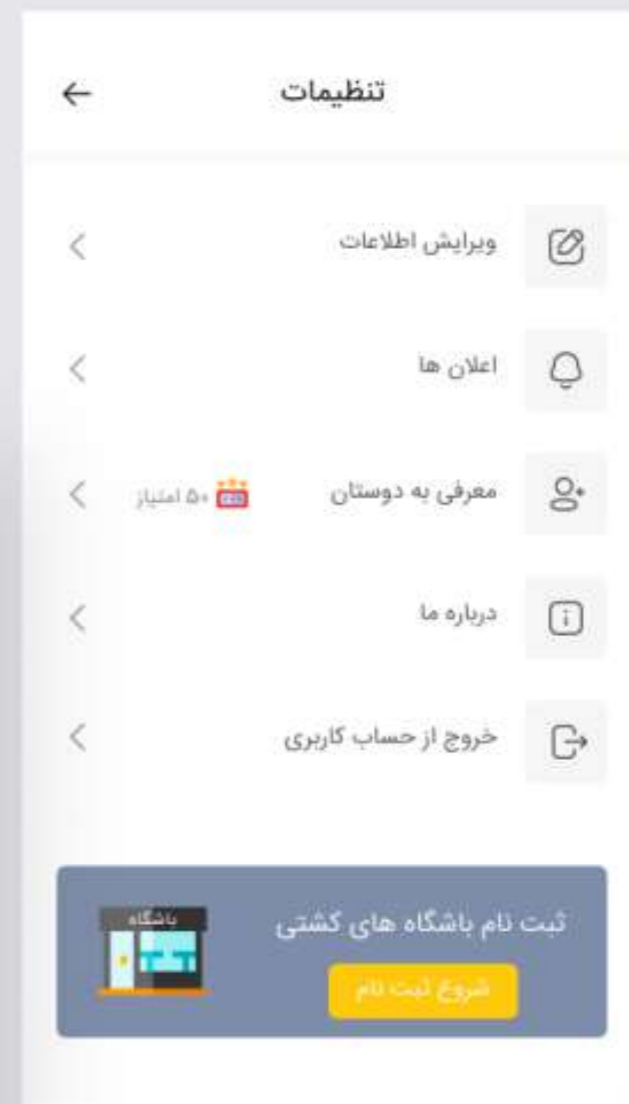 تنظیمات
ویرایش اطلاعات
اعلان ها
معرفی به دوستان
۵۰ امتیاز
درباره ما
خروج از حساب کاربری
ثبت نام باشگاه های کشتی
باشگاه
شروع ثبت نام